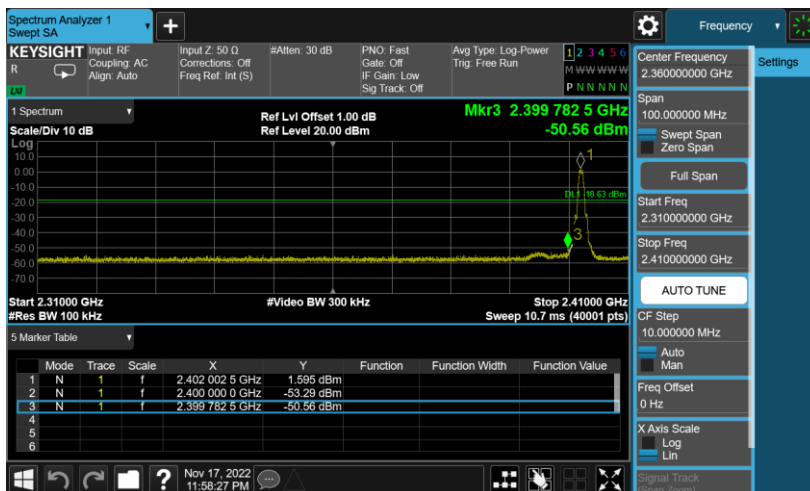 Spectrum Analyzer 1
Swept SA
Frequency
KEYSIGHT
R
LXI
Input: RF
Coupling: AC
Align: Auto
Input Z: 50 Ω
Corrections: Off
Freq Ref: Int (S)
#Atten: 30 dB
PNO: Fast
Gate: Off
IF Gain: Low
Sig Track: Off
Avg Type: Log-Power
Trig: Free Run
1 2 3 4 5 6
M W W W W W
P N N N N N
1 Spectrum
Scale/Div 10 dB
Ref Lvl Offset 1.00 dB
Ref Level 20.00 dBm
Mkr3 2.399 782 5 GHz
-50.56 dBm
Log
10.0
0.00
-10.0
-20.0
-30.0
-40.0
-50.0
-60.0
-70.0
1
DL1 -18.63 dBm
3
Start 2.31000 GHz
#Res BW 100 kHz
#Video BW 300 kHz
Stop 2.41000 GHz
Sweep 10.7 ms (40001 pts)
5 Marker Table
Mode Trace Scale X Y Function Function Width Function Value
1 N 1 f 2.402 002 5 GHz 1.595 dBm
2 N 1 f 2.400 000 0 GHz -53.29 dBm
3 N 1 f 2.399 782 5 GHz -50.56 dBm
4
5
6
Nov 17, 2022
11:58:27 PM
Center Frequency
2.360000000 GHz
Settings
Span
100.000000 MHz
Swept Span
Zero Span
Full Span
Start Freq
2.310000000 GHz
Stop Freq
2.410000000 GHz
AUTO TUNE
CF Step
10.000000 MHz
Auto
Man
Freq Offset
0 Hz
X Axis Scale
Log
Lin
Signal Track
(Span Zoom)